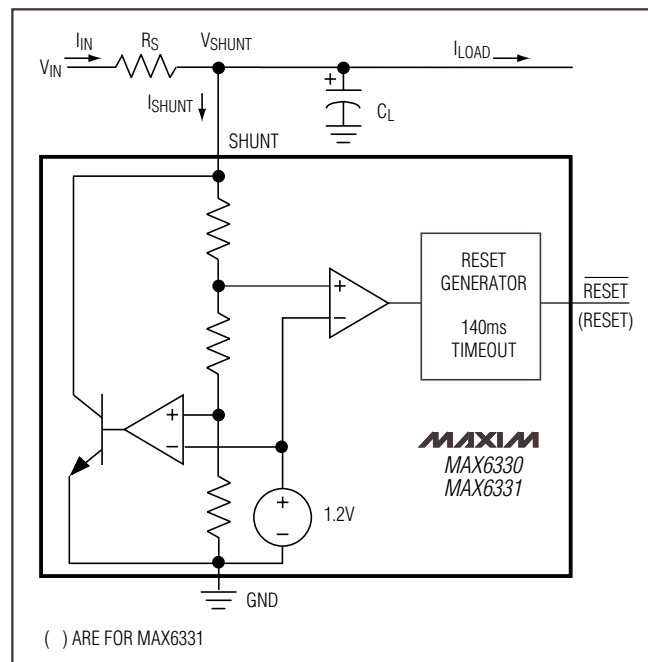 I_IN R_S V_SHUNT I_LOAD
V_IN
I_SHUNT + C_L
SHUNT
RESET
GENERATOR
140ms
TIMEOUT
+
−
RESET
(RESET)
+
−
MAXIM
MAX6330
MAX6331
+
−
1.2V
GND
( ) ARE FOR MAX6331